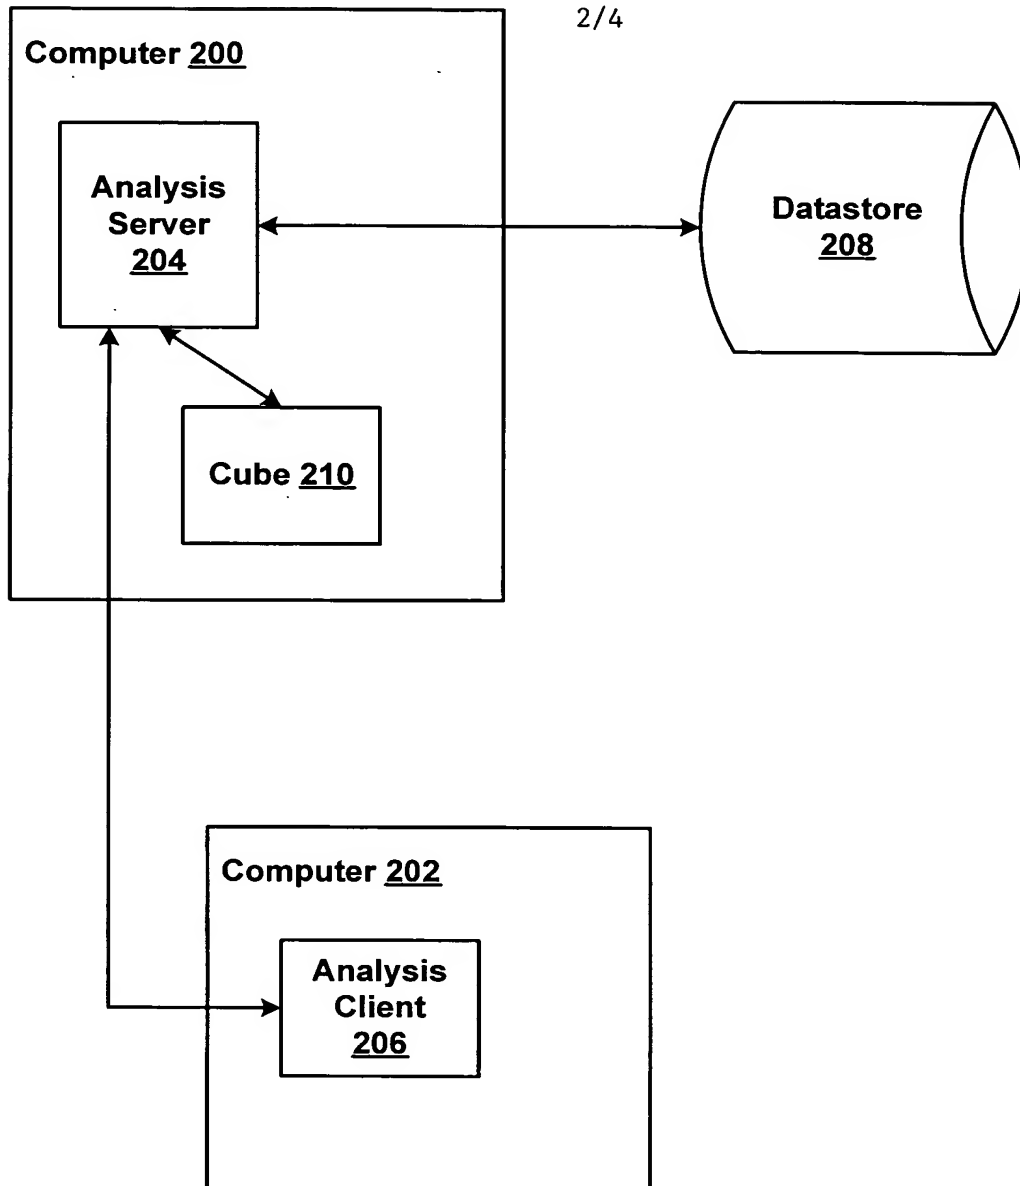 2/4
Computer 200
Analysis
Server
204
Datastore
208
Cube 210
Computer 202
Analysis
Client
206